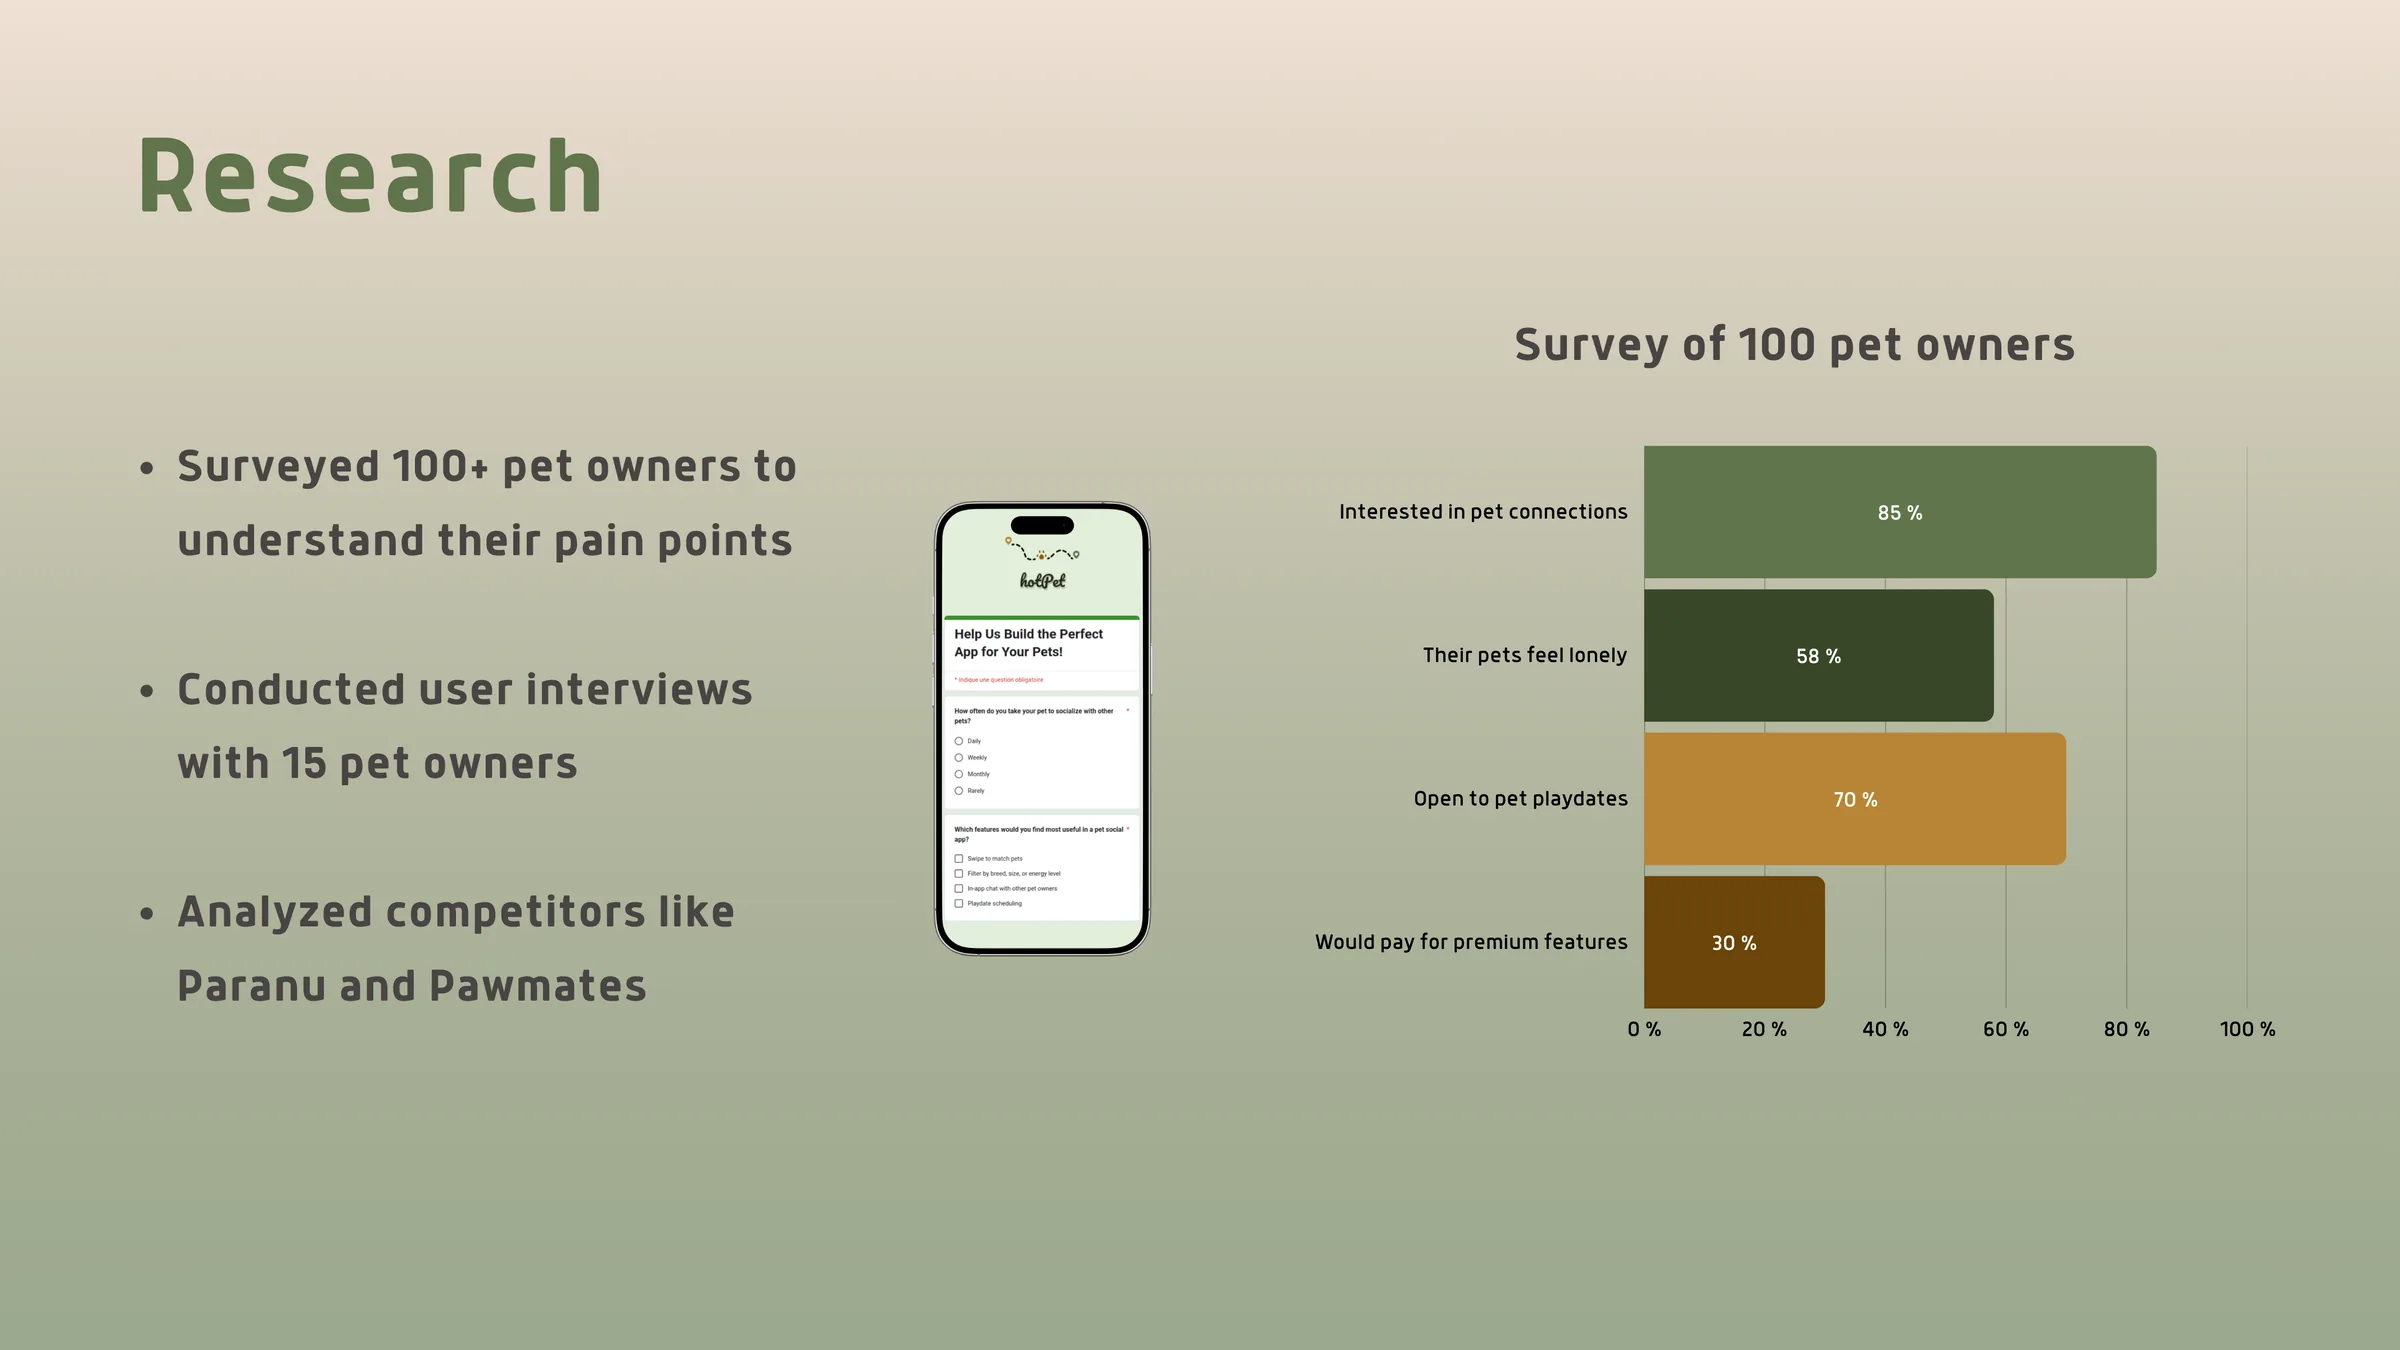 Research
• Surveyed 100+ pet owners to
understand their pain points
• Conducted user interviews
with 15 pet owners
• Analyzed competitors like
Paranu and Pawmates
hotPet
Help Us Build the Perfect
App for Your Pets!
* Indique une question obligatoire
How often do you take your pet to socialize with other *
pets?
Daily
Weekly
Monthly
Rarely
Which features would you find most useful in a pet social *
app?
Swipe to match pets
Filter by breed, size, or energy level
In-app chat with other pet owners
Playdate scheduling
Survey of 100 pet owners
Interested in pet connections 85 %
Their pets feel lonely 58 %
Open to pet playdates 70 %
Would pay for premium features 30 %
0 % 20 % 40 % 60 % 80 % 100 %